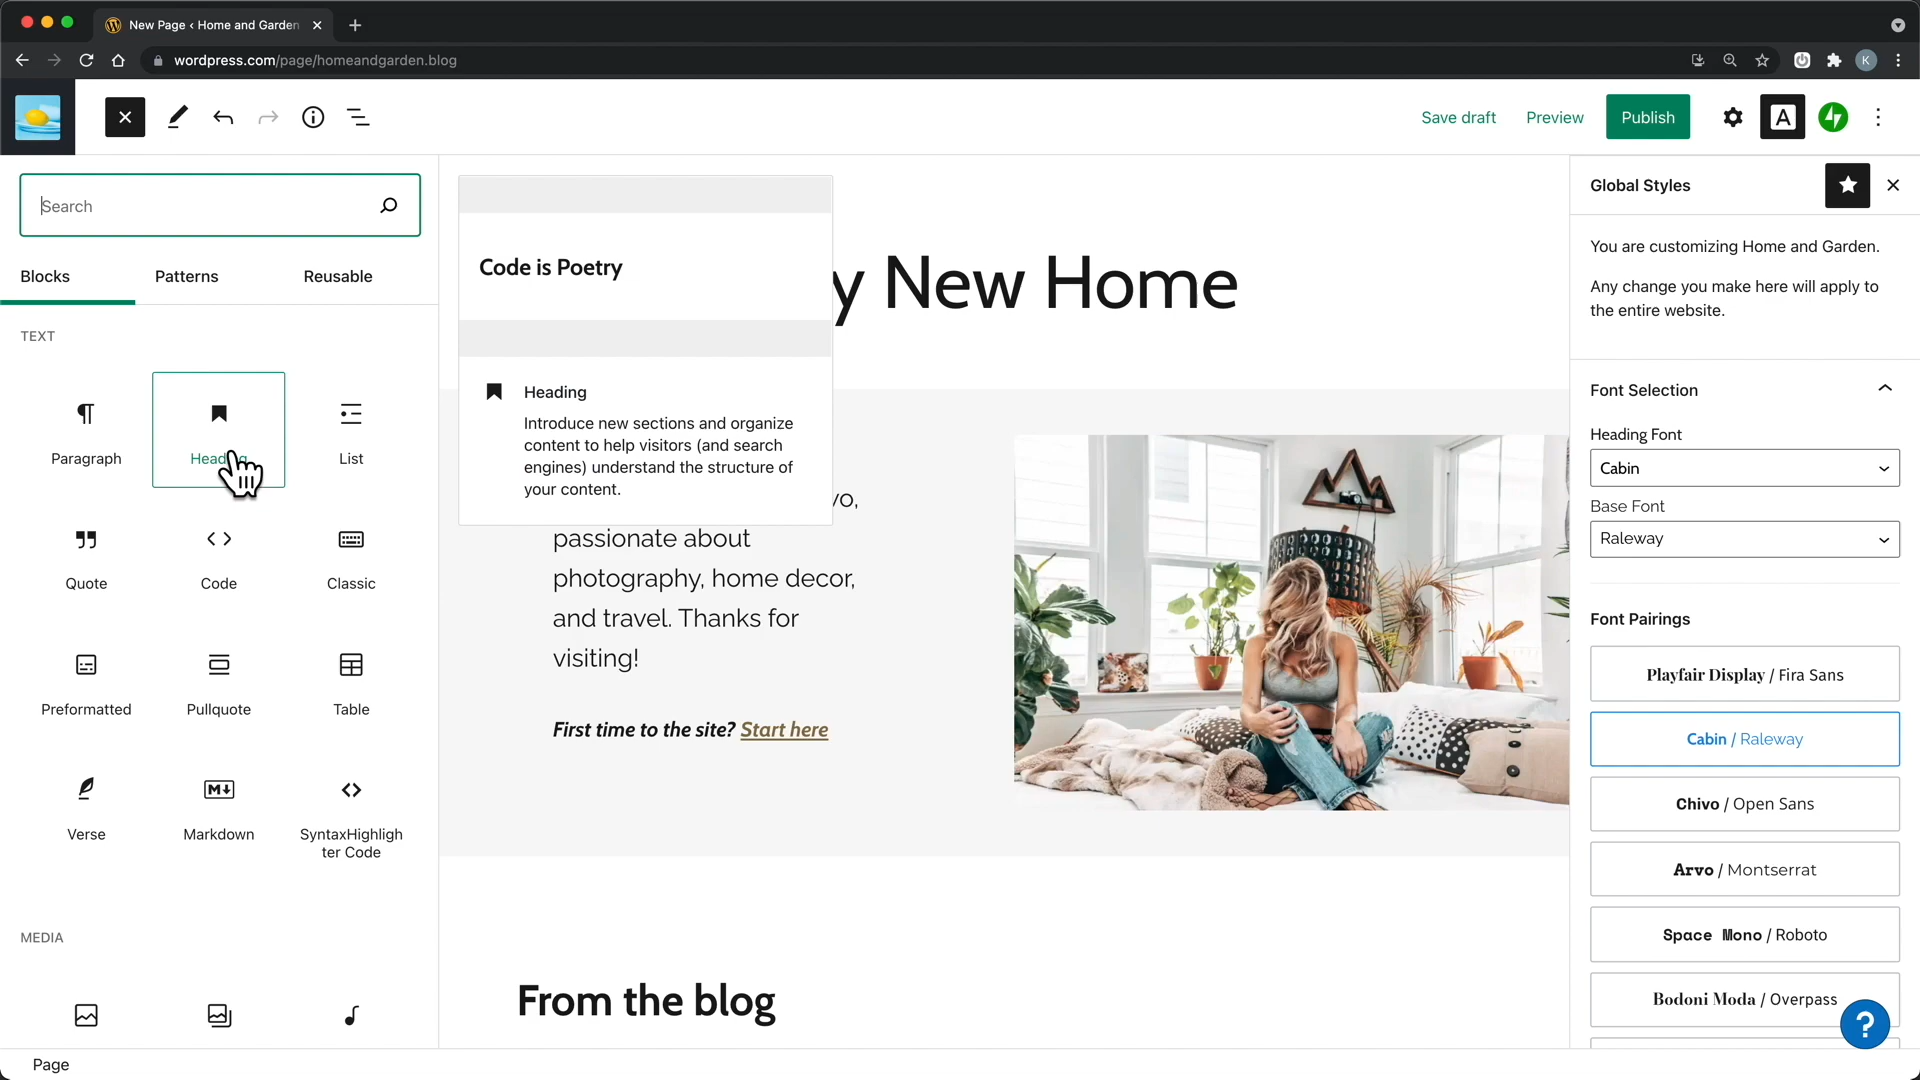 New Page ‹ Home and Garden
wordpress.com/page/homeandgarden.blog
K
Save draft
Preview
Publish
A
Search
Blocks
Patterns
Reusable
TEXT
Paragraph
Heading
List
Quote
Code
Classic
Preformatted
Pullquote
Table
Verse
M
Markdown
SyntaxHighligh
ter Code
MEDIA
Page
Code is Poetry
Heading
Introduce new sections and organize
content to help visitors (and search
engines) understand the structure of
your content.
y New Home
vo,
passionate about
photography, home decor,
and travel. Thanks for
visiting!
First time to the site? Start here
From the blog
Global Styles
You are customizing Home and Garden.
Any change you make here will apply to
the entire website.
Font Selection
Heading Font
Cabin
Base Font
Raleway
Font Pairings
Playfair Display / Fira Sans
Cabin / Raleway
Chivo / Open Sans
Arvo / Montserrat
Space Mono / Roboto
Bodoni Moda / Overpass
?